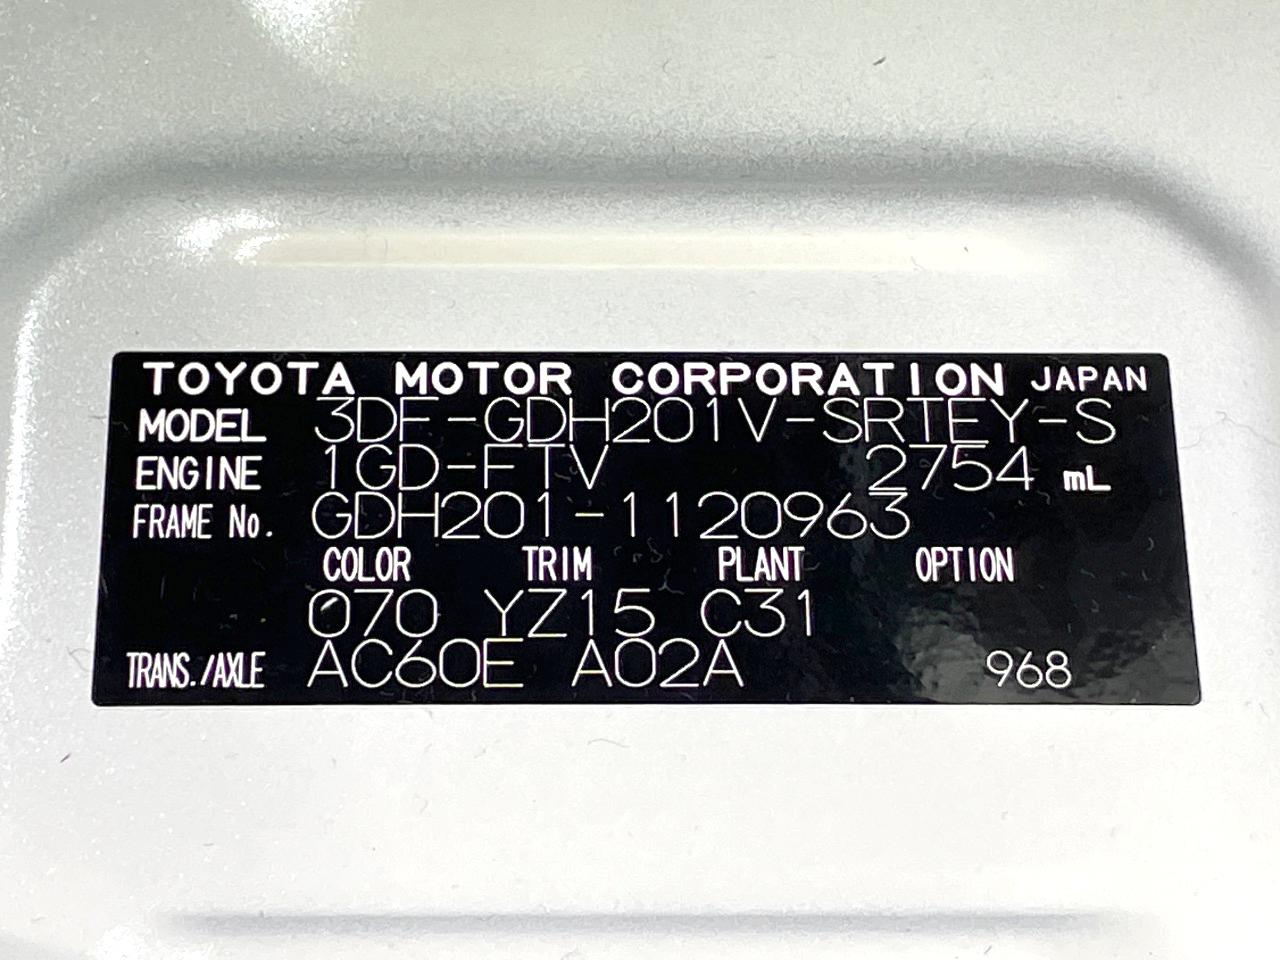 TOYOTA MOTOR CORPORATION JAPAN
MODEL 3DF-GDH201V-SRTEY-S
ENGINE 1GD-FTV 2754 mL
FRAME No. GDH201-1120963
COLOR TRIM PLANT OPTION
070 YZ15 C31
TRANS./AXLE AC60E A02A 968